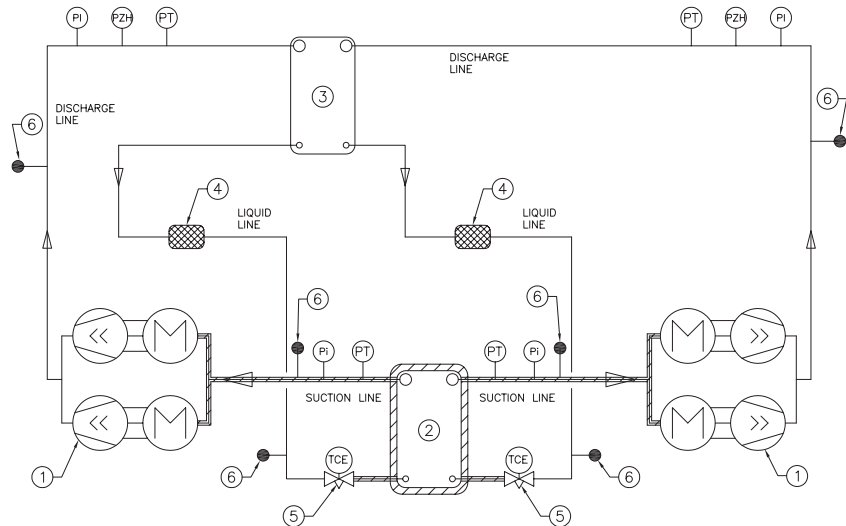 PI
PZH
PT
PT
PZH
PI
DISCHARGE
LINE
DISCHARGE
LINE
3
6
6
4
4
LIQUID
LINE
LIQUID
LINE
6
6
M
M
Pi
PT
PT
Pi
SUCTION LINE
SUCTION LINE
2
M
M
TCE
TCE
1
6
5
5
6
1